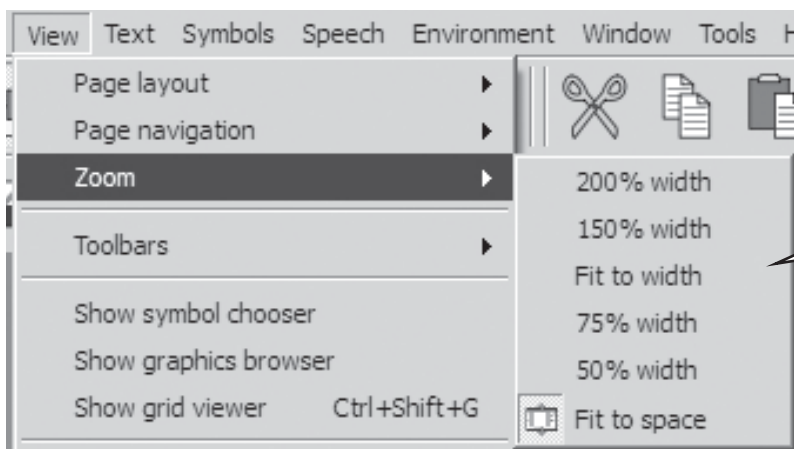 View Text Symbols Speech Environment Window Tools H
Page layout
Page navigation
Zoom
Toolbars
Show symbol chooser
Show graphics browser
Show grid viewer Ctrl+Shift+G
200% width
150% width
Fit to width
75% width
50% width
Fit to space